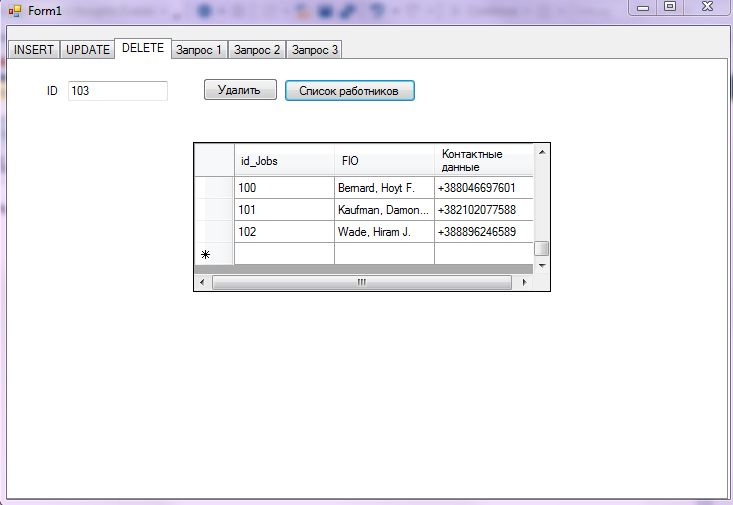 Form1
INSERT UPDATE DELETE Запрос 1 Запрос 2 Запрос 3
ID 103 Удалить Список работников
id_Jobs FIO Контактные
данные
100 Bernard, Hoyt F. +388046697601
101 Kaufman, Damon... +382102077588
102 Wade, Hiram J. +388896246589